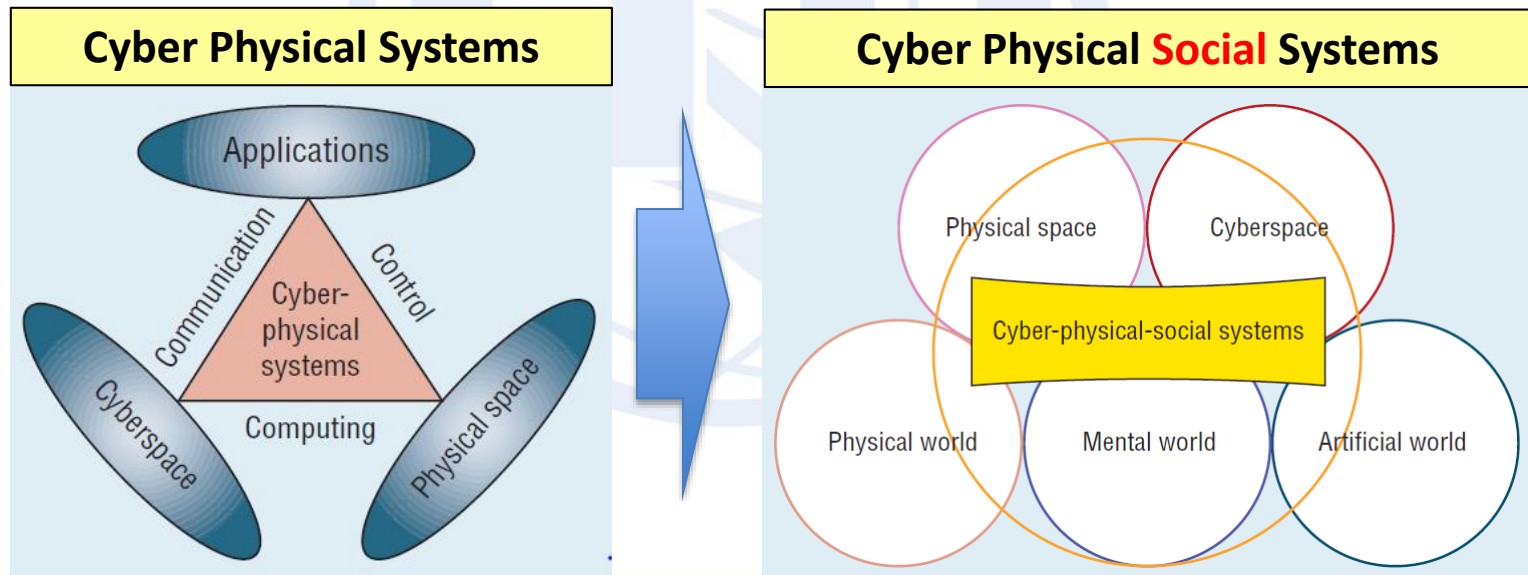 Cyber Physical Systems
Applications
Communication
Control
Cyber-
physical
systems
Cyberspace
Computing
Physical space
Cyber Physical Social Systems
Physical space
Cyberspace
Cyber-physical-social systems
Physical world
Mental world
Artificial world